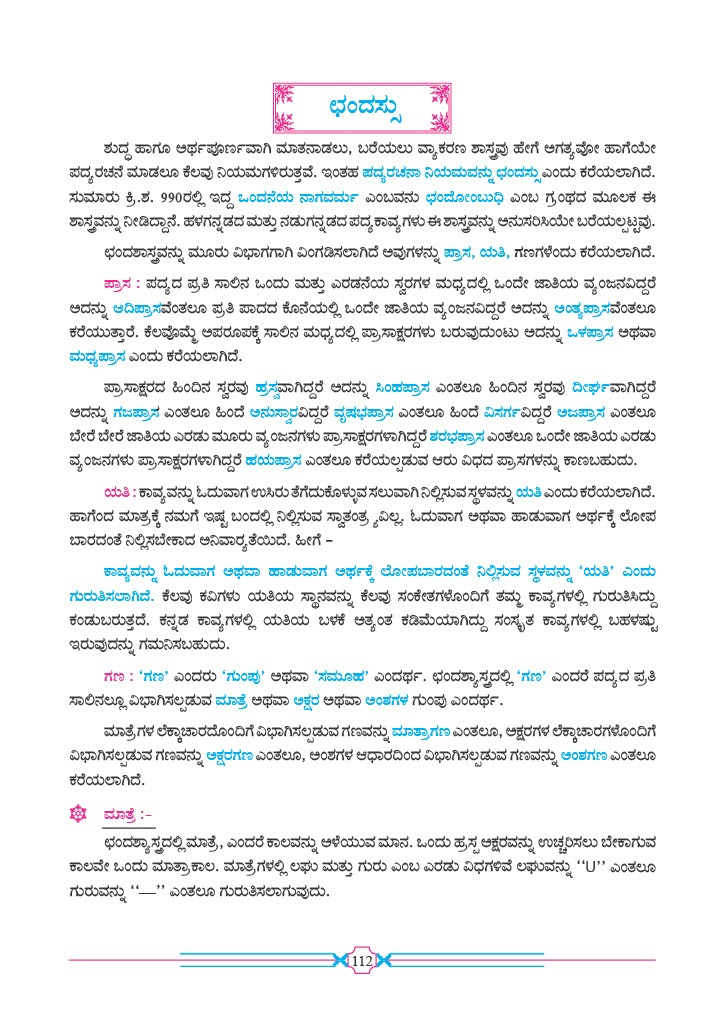 ಛಂದಸ್ಸು
ಶುದ್ಧ ಹಾಗೂ ಅರ್ಥಪೂರ್ಣವಾಗಿ ಮಾತನಾಡಲು, ಬರೆಯಲು ವ್ಯಾಕರಣ ಶಾಸ್ತ್ರವು ಹೇಗೆ ಅಗತ್ಯವೋ ಹಾಗೆಯೇ
ಪದ್ಯರಚನೆ ಮಾಡಲೂ ಕೆಲವು ನಿಯಮಗಳಿರುತ್ತವೆ. ಇಂತಹ ಪದ್ಯರಚನಾ ನಿಯಮವನ್ನು ಛಂದಸ್ಸು ಎಂದು ಕರೆಯಲಾಗಿದೆ.
ಸುಮಾರು ಕ್ರಿ.ಶ. 990ರಲ್ಲಿ ಇದ್ದ ಒಂದನೆಯ ನಾಗವರ್ಮ ಎಂಬವನು ಛಂದೋಂಬುಧಿ ಎಂಬ ಗ್ರಂಥದ ಮೂಲಕ ಈ
ಶಾಸ್ತ್ರವನ್ನು ನೀಡಿದ್ದಾನೆ. ಹಳಗನ್ನಡದ ಮತ್ತು ನಡುಗನ್ನಡದ ಪದ್ಯಕಾವ್ಯಗಳು ಈ ಶಾಸ್ತ್ರವನ್ನು ಅನುಸರಿಸಿಯೇ ಬರೆಯಲ್ಪಟ್ಟವು.
ಛಂದಶಾಸ್ತ್ರವನ್ನು ಮೂರು ವಿಭಾಗಗಾಗಿ ವಿಂಗಡಿಸಲಾಗಿದೆ ಅವುಗಳನ್ನು ಪ್ರಾಸ, ಯತಿ, ಗಣಗಳೆಂದು ಕರೆಯಲಾಗಿದೆ.
ಪ್ರಾಸ : ಪದ್ಯದ ಪ್ರತಿ ಸಾಲಿನ ಒಂದು ಮತ್ತು ಎರಡನೆಯ ಸ್ವರಗಳ ಮಧ್ಯದಲ್ಲಿ ಒಂದೇ ಜಾತಿಯ ವ್ಯಂಜನವಿದ್ದರೆ
ಅದನ್ನು ಆದಿಪ್ರಾಸವೆಂತಲೂ ಪ್ರತಿ ಪಾದದ ಕೊನೆಯಲ್ಲಿ ಒಂದೇ ಜಾತಿಯ ವ್ಯಂಜನವಿದ್ದರೆ ಅದನ್ನು ಅಂತ್ಯಪ್ರಾಸವೆಂತಲೂ
ಕರೆಯುತ್ತಾರೆ. ಕೆಲವೊಮ್ಮೆ ಅಪರೂಪಕ್ಕೆ ಸಾಲಿನ ಮಧ್ಯದಲ್ಲಿ ಪ್ರಾಸಾಕ್ಷರಗಳು ಬರುವುದುಂಟು ಅದನ್ನು ಒಳಪ್ರಾಸ ಅಥವಾ
ಮಧ್ಯಪ್ರಾಸ ಎಂದು ಕರೆಯಲಾಗಿದೆ.
ಪ್ರಾಸಾಕ್ಷರದ ಹಿಂದಿನ ಸ್ವರವು ಹ್ರಸ್ವವಾಗಿದ್ದರೆ ಅದನ್ನು ಸಿಂಹಪ್ರಾಸ ಎಂತಲೂ ಹಿಂದಿನ ಸ್ವರವು ದೀರ್ಘವಾಗಿದ್ದರೆ
ಅದನ್ನು ಗಜಪ್ರಾಸ ಎಂತಲೂ ಹಿಂದೆ ಅನುಸ್ವಾರವಿದ್ದರೆ ವೃಷಭಪ್ರಾಸ ಎಂತಲೂ ಹಿಂದೆ ವಿಸರ್ಗವಿದ್ದರೆ ಅಜಪ್ರಾಸ ಎಂತಲೂ
ಬೇರೆ ಬೇರೆ ಜಾತಿಯ ಎರಡು ಮೂರು ವ್ಯಂಜನಗಳು ಪ್ರಾಸಾಕ್ಷರಗಳಾಗಿದ್ದರೆ ಶರಭಪ್ರಾಸ ಎಂತಲೂ ಒಂದೇ ಜಾತಿಯ ಎರಡು
ವ್ಯಂಜನಗಳು ಪ್ರಾಸಾಕ್ಷರಗಳಾಗಿದ್ದರೆ ಹಯಪ್ರಾಸ ಎಂತಲೂ ಕರೆಯಲ್ಪಡುವ ಆರು ವಿಧದ ಪ್ರಾಸಗಳನ್ನು ಕಾಣಬಹುದು.
ಯತಿ : ಕಾವ್ಯವನ್ನು ಓದುವಾಗ ಉಸಿರು ತೆಗೆದುಕೊಳ್ಳುವ ಸಲುವಾಗಿ ನಿಲ್ಲಿಸುವ ಸ್ಥಳವನ್ನು ಯತಿ ಎಂದು ಕರೆಯಲಾಗಿದೆ.
ಹಾಗೆಂದ ಮಾತ್ರಕ್ಕೆ ನಮಗೆ ಇಷ್ಟ ಬಂದಲ್ಲಿ ನಿಲ್ಲಿಸುವ ಸ್ವಾತಂತ್ರ್ಯವಿಲ್ಲ. ಓದುವಾಗ ಅಥವಾ ಹಾಡುವಾಗ ಅರ್ಥಕ್ಕೆ ಲೋಪ
ಬಾರದಂತೆ ನಿಲ್ಲಿಸಬೇಕಾದ ಅನಿವಾರ‍್ಯತೆಯಿದೆ. ಹೀಗೆ –
ಕಾವ್ಯವನ್ನು ಓದುವಾಗ ಅಥವಾ ಹಾಡುವಾಗ ಅರ್ಥಕ್ಕೆ ಲೋಪಬಾರದಂತೆ ನಿಲ್ಲಿಸುವ ಸ್ಥಳವನ್ನು ‘ಯತಿ’ ಎಂದು
ಗುರುತಿಸಲಾಗಿದೆ. ಕೆಲವು ಕವಿಗಳು ಯತಿಯ ಸ್ಥಾನವನ್ನು ಕೆಲವು ಸಂಕೇತಗಳೊಂದಿಗೆ ತಮ್ಮ ಕಾವ್ಯಗಳಲ್ಲಿ ಗುರುತಿಸಿದ್ದು
ಕಂಡುಬರುತ್ತದೆ. ಕನ್ನಡ ಕಾವ್ಯಗಳಲ್ಲಿ ಯತಿಯ ಬಳಕೆ ಅತ್ಯಂತ ಕಡಿಮೆಯಾಗಿದ್ದು ಸಂಸ್ಕೃತ ಕಾವ್ಯಗಳಲ್ಲಿ ಬಹಳಷ್ಟು
ಇರುವುದನ್ನು ಗಮನಿಸಬಹುದು.
ಗಣ : ‘ಗಣ’ ಎಂದರು ‘ಗುಂಪು’ ಅಥವಾ ‘ಸಮೂಹ’ ಎಂದರ್ಥ. ಛಂದಶ್ಶಾಸ್ತ್ರದಲ್ಲಿ ‘ಗಣ’ ಎಂದರೆ ಪದ್ಯದ ಪ್ರತಿ
ಸಾಲಿನಲ್ಲೂ ವಿಭಾಗಿಸಲ್ಪಡುವ ಮಾತ್ರೆ ಅಥವಾ ಅಕ್ಷರ ಅಥವಾ ಅಂಶಗಳ ಗುಂಪು ಎಂದರ್ಥ.
ಮಾತ್ರೆಗಳ ಲೆಕ್ಕಾಚಾರದೊಂದಿಗೆ ವಿಭಾಗಿಸಲ್ಪಡುವ ಗಣವನ್ನು ಮಾತ್ರಾಗಣ ಎಂತಲೂ, ಅಕ್ಷರಗಳ ಲೆಕ್ಕಾಚಾರಗಳೊಂದಿಗೆ
ವಿಭಾಗಿಸಲ್ಪಡುವ ಗಣವನ್ನು ಅಕ್ಷರಗಣ ಎಂತಲೂ, ಅಂಶಗಳ ಆಧಾರದಿಂದ ವಿಭಾಗಿಸಲ್ಪಡುವ ಗಣವನ್ನು ಅಂಶಗಣ ಎಂತಲೂ
ಕರೆಯಲಾಗಿದೆ.
ಮಾತ್ರೆ :-
ಛಂದಶ್ಶಾಸ್ತ್ರದಲ್ಲಿ ಮಾತ್ರೆ, ಎಂದರೆ ಕಾಲವನ್ನು ಅಳೆಯುವ ಮಾನ. ಒಂದು ಹ್ರಸ್ಪ ಅಕ್ಷರವನ್ನು ಉಚ್ಚರಿಸಲು ಬೇಕಾಗುವ
ಕಾಲವೇ ಒಂದು ಮಾತ್ರಾಕಾಲ. ಮಾತ್ರೆಗಳಲ್ಲಿ ಲಘು ಮತ್ತು ಗುರು ಎಂಬ ಎರಡು ವಿಧಗಳಿವೆ ಲಘುವನ್ನು ‘‘U’’ ಎಂತಲೂ
ಗುರುವನ್ನು ‘‘—’’ ಎಂತಲೂ ಗುರುತಿಸಲಾಗುವುದು.
112